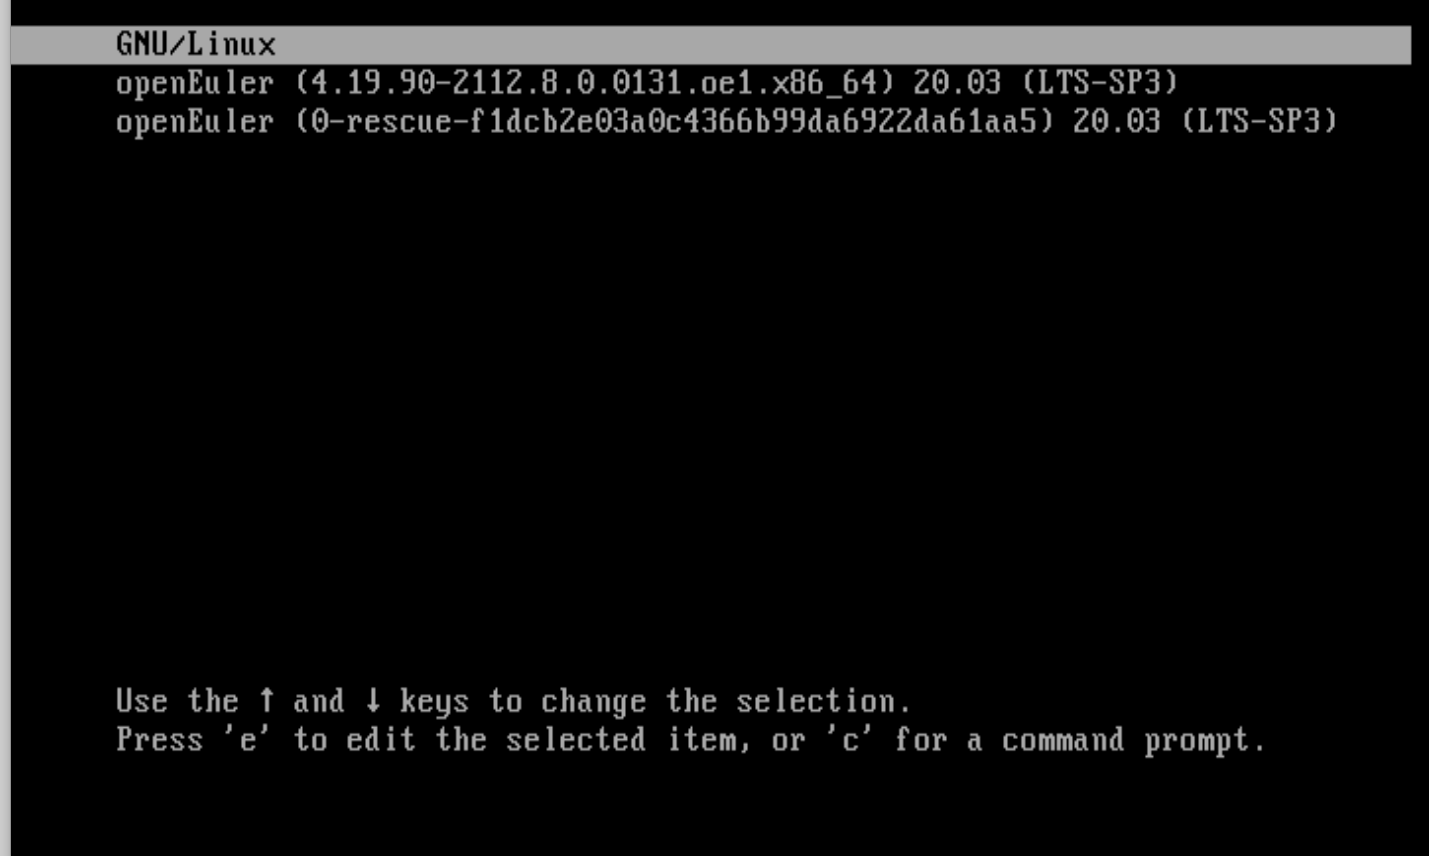 GNU/Linux
openEuler (4.19.90-2112.8.0.0131.oe1.x86_64) 20.03 (LTS-SP3)
openEuler (0-rescue-f1dcb2e03a0c4366b99da6922da61aa5) 20.03 (LTS-SP3)
Use the ↑ and ↓ keys to change the selection.
Press 'e' to edit the selected item, or 'c' for a command prompt.